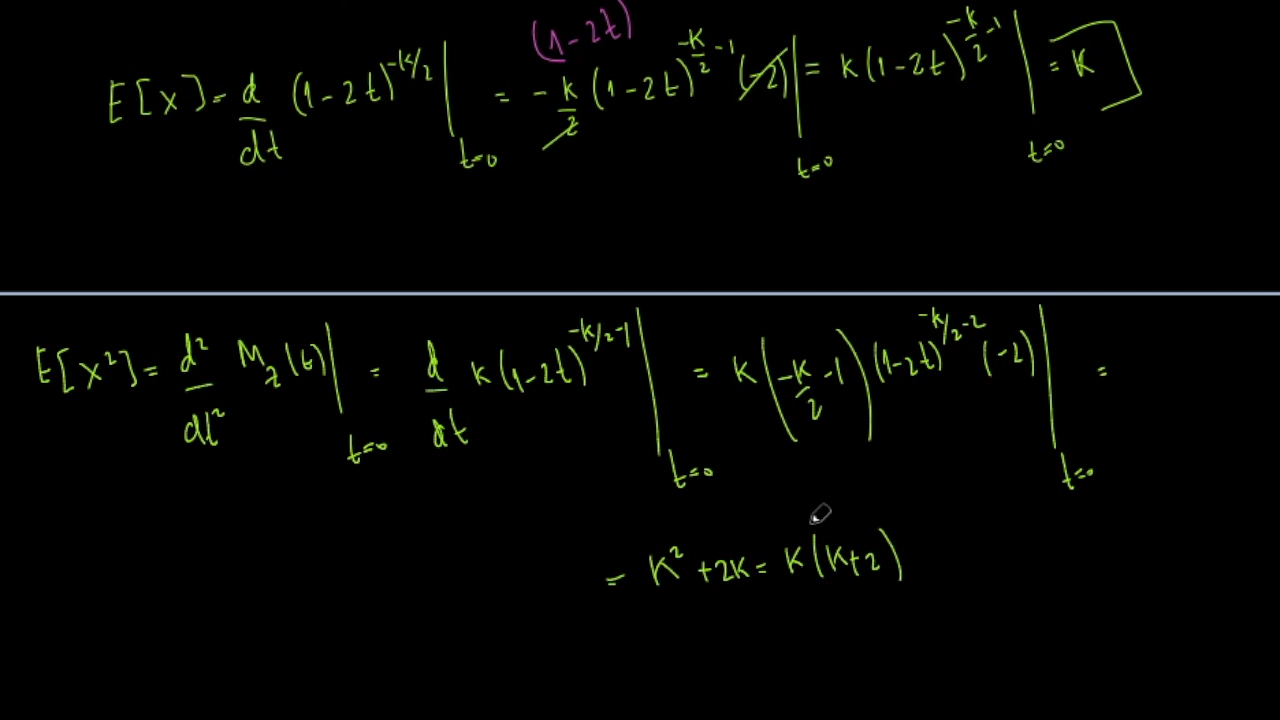 (1-2t)
E[X]= d/dt (1-2t)^{-k/2} |_{t=0} = -k/2 (1-2t)^{-k/2 -1} (-2) |_{t=0} = k(1-2t)^{-k/2 -1} |_{t=0} = k
E[X²]= d²/dt² M_z(t) |_{t=0} = d/dt k(1-2t)^{-k/2-1} |_{t=0} = k(-k/2 -1)(1-2t)^{-k/2-2} (-2) |_{t=0} =
= k² +2k = k(k+2)